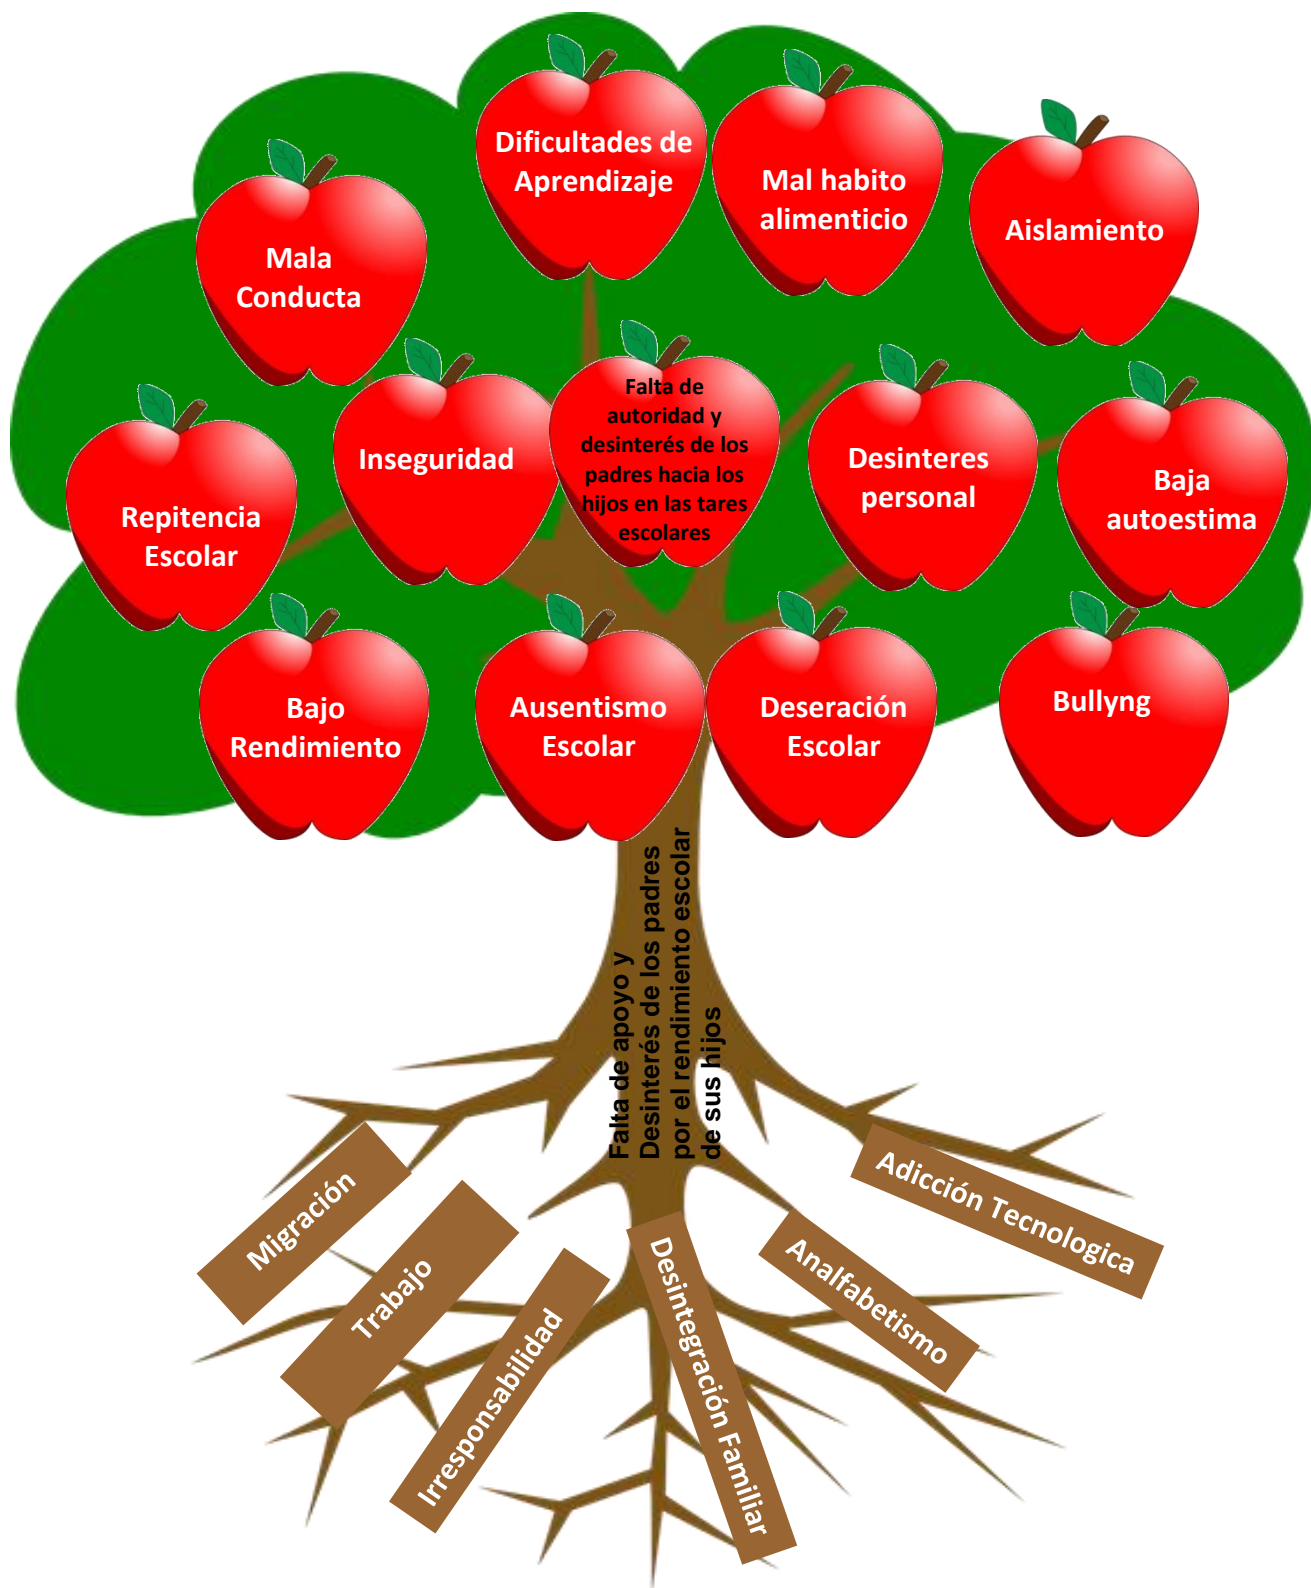 Dificultades de
Aprendizaje
Mal habito
alimenticio
Aislamiento
Mala
Conducta
Falta de
autoridad y
desinterés de los
padres hacia los
hijos en las tares
escolares
Inseguridad
Desinteres
personal
Baja
autoestima
Repitencia
Escolar
Bajo
Rendimiento
Ausentismo
Escolar
Deseración
Escolar
Bullyng
Falta de apoyo y
Desinterés de los padres
por el rendimiento escolar
de sus hijos
Migración
Trabajo
Irresponsabilidad
Desintegración Familiar
Analfabetismo
Adicción Tecnologica